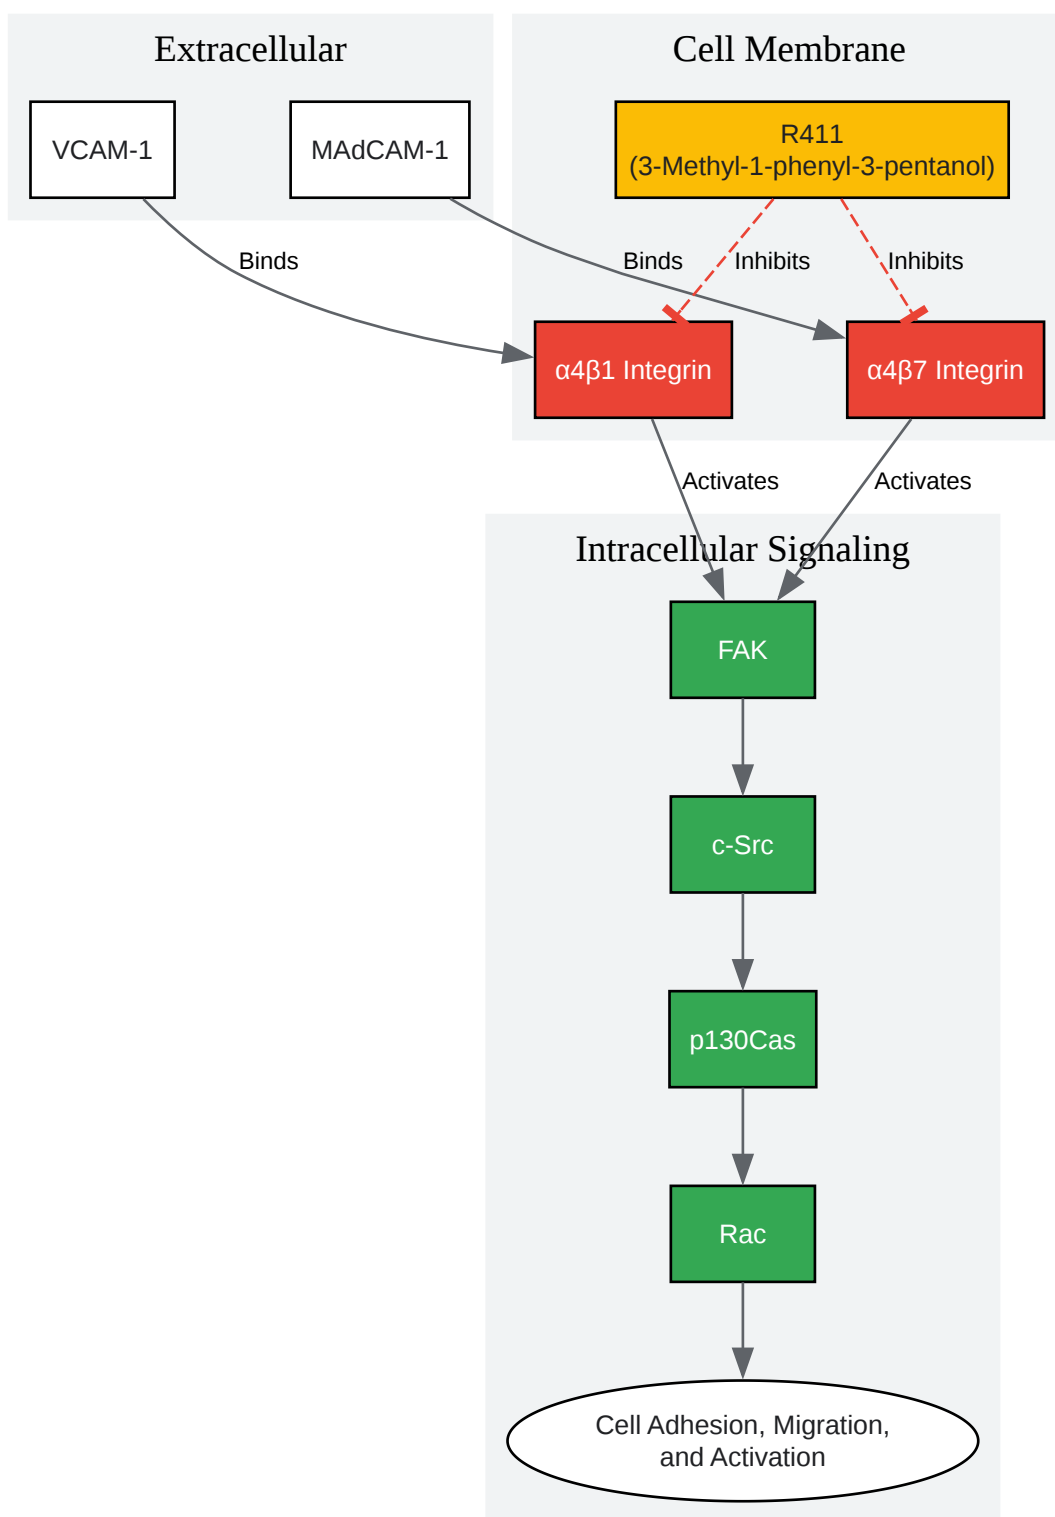 Extracellular
Cell Membrane
VCAM-1
MAdCAM-1
R411
(3-Methyl-1-phenyl-3-pentanol)
Binds
Binds
Inhibits
Inhibits
α4β1 Integrin
α4β7 Integrin
Activates
Activates
Intracellular Signaling
FAK
c-Src
p130Cas
Rac
Cell Adhesion, Migration,
and Activation